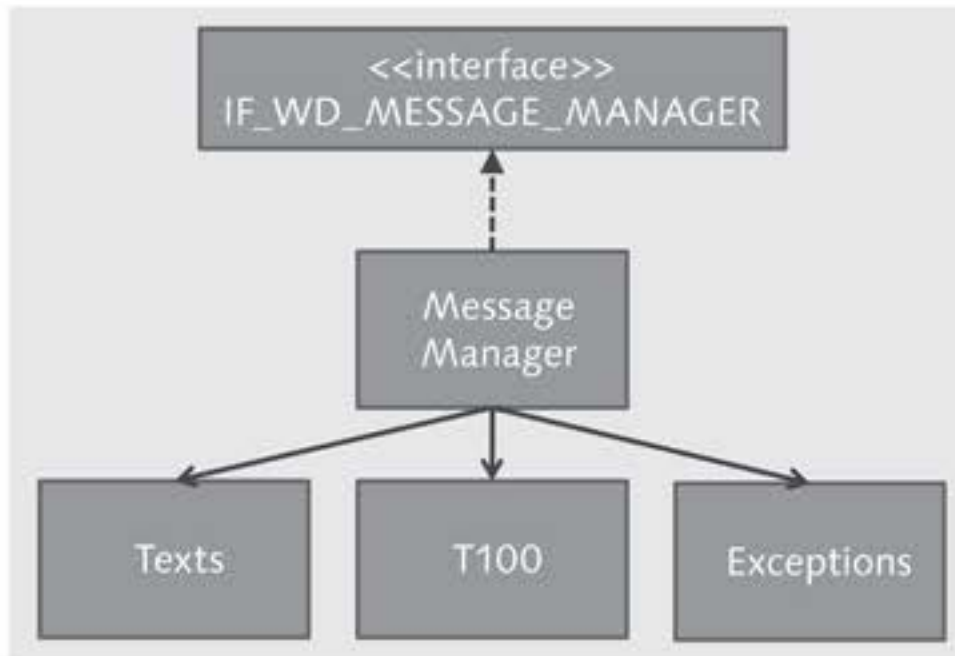 <<interface>>
IF_WD_MESSAGE_MANAGER
Message
Manager
Texts
T100
Exceptions